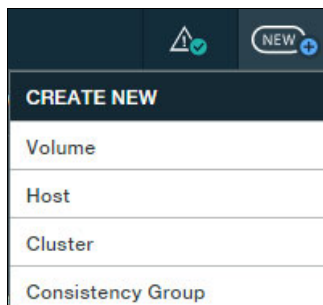 NEW
CREATE NEW
Volume
Host
Cluster
Consistency Group